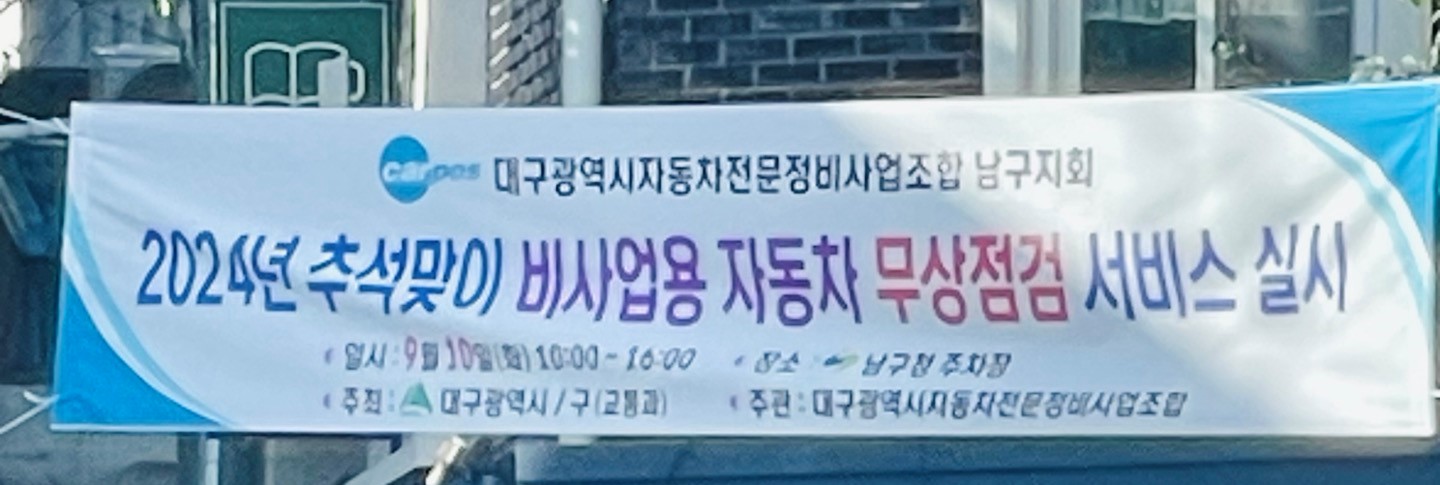 carpos 대구광역시자동차전문정비사업조합 남구지회
2024년 추석맞이 비사업용 자동차 무상점검 서비스 실시
일시 : 9월 10일(화) 10:00 ~ 16:00 장소 : 남구청 주차장
주최 : 대구광역시 / 구(교통과) 주관 : 대구광역시자동차전문정비사업조합